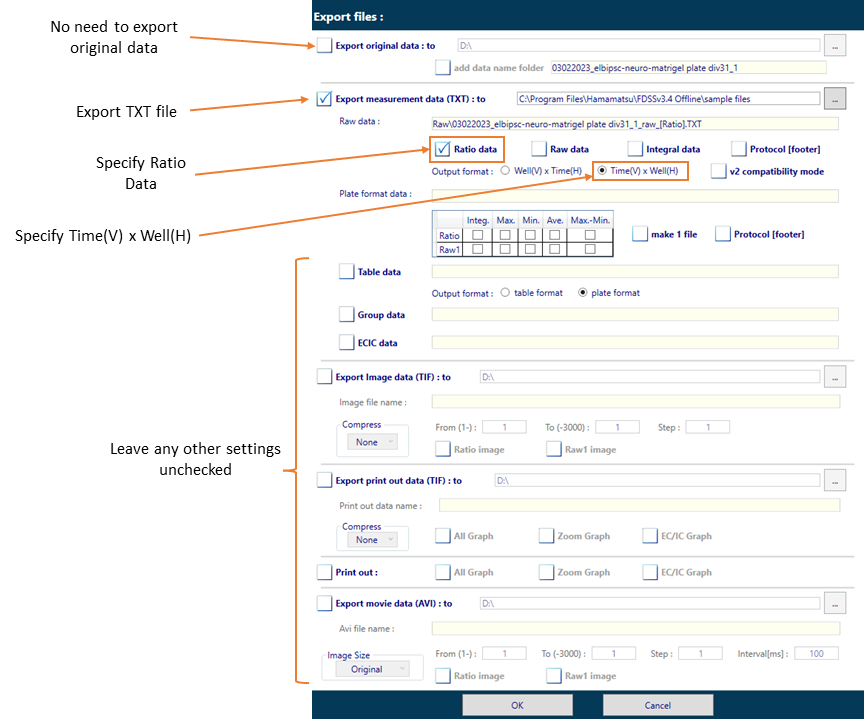 Export files :
No need to export
original data
Export original data : to
D:\
...
add data name folder
03022023_elbipsc-neuro-matrigel plate div31_1
Export TXT file
Export measurement data (TXT) : to
C:\Program Files\Hamamatsu\FDSSv3.4 Offline\sample files
...
Raw data :
Raw\03022023_elbipsc-neuro-matrigel plate div31_1_raw_[Ratio].TXT
Specify Ratio
Data
Ratio data
Raw data
Integral data
Protocol [footer]
Output format :
Well(V) x Time(H)
Time(V) x Well(H)
v2 compatibility mode
Plate format data :
Specify Time(V) x Well(H)
Integ. Max. Min. Ave. Max.-Min.
Ratio
Raw1
make 1 file
Protocol [footer]
Table data
Output format :
table format
plate format
Group data
ECIC data
Leave any other settings
unchecked
Export Image data (TIF) : to
D:\
...
Image file name :
Compress
None
From (1-) :
1
To (-3000) :
1
Step :
1
Ratio image
Raw1 image
Export print out data (TIF) : to
D:\
...
Print out data name :
Compress
None
All Graph
Zoom Graph
EC/IC Graph
Print out :
All Graph
Zoom Graph
EC/IC Graph
Export movie data (AVI) : to
D:\
...
Avi file name :
Image Size
Original
From (1-) :
1
To (-3000) :
1
Step :
1
Interval[ms] :
100
Ratio image
Raw1 image
OK
Cancel